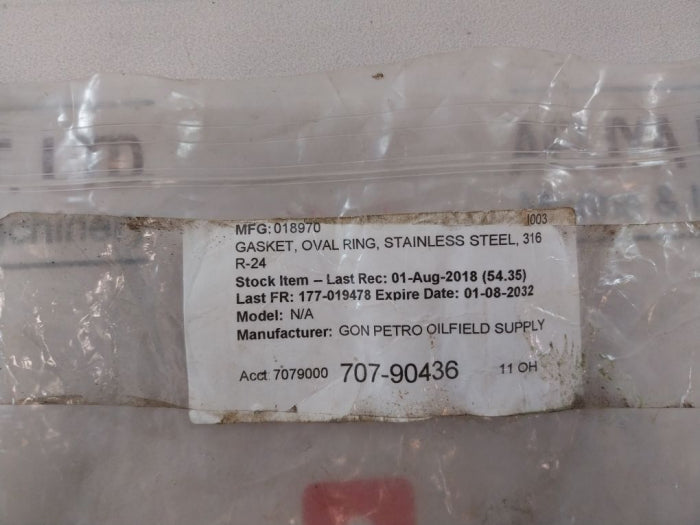 I003
MFG: 018970
GASKET, OVAL RING, STAINLESS STEEL, 316
R-24
Stock Item – Last Rec: 01-Aug-2018 (54.35)
Last FR: 177-019478 Expire Date: 01-08-2032
Model: N/A
Manufacturer: GON PETRO OILFIELD SUPPLY
Acct 7079000 707-90436 11 OH